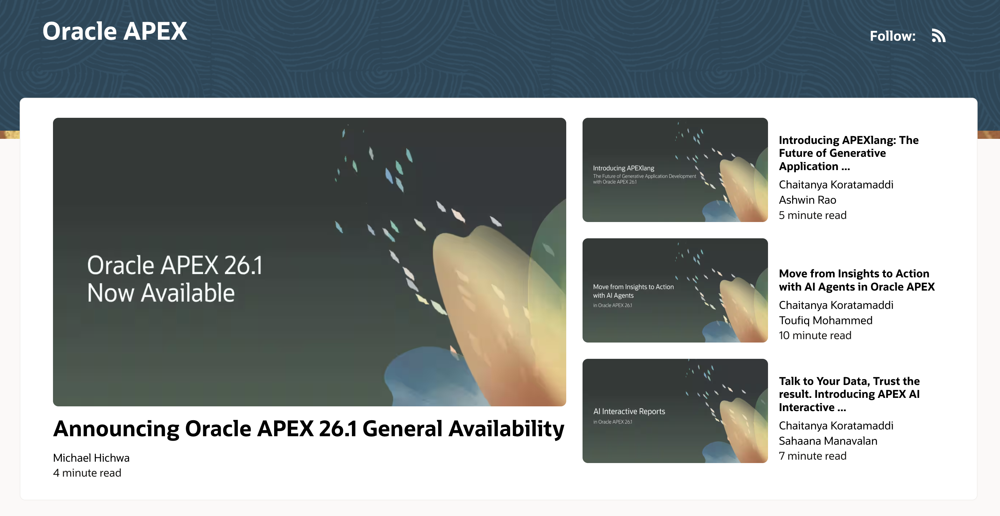 Oracle APEX
Follow:
Oracle APEX 26.1
Now Available
Announcing Oracle APEX 26.1 General Availability
Michael Hichwa
4 minute read
Introducing APEXlang
The Future of Generative Application Development
with Oracle APEX 26.1
Introducing APEXlang: The
Future of Generative
Application ...
Chaitanya Koratamaddi
Ashwin Rao
5 minute read
Move from Insights to Action
with AI Agents
in Oracle APEX 26.1
Move from Insights to Action
with AI Agents in Oracle APEX
Chaitanya Koratamaddi
Toufiq Mohammed
10 minute read
AI Interactive Reports
in Oracle APEX 26.1
Talk to Your Data, Trust the
result. Introducing APEX AI
Interactive ...
Chaitanya Koratamaddi
Sahaana Manavalan
7 minute read